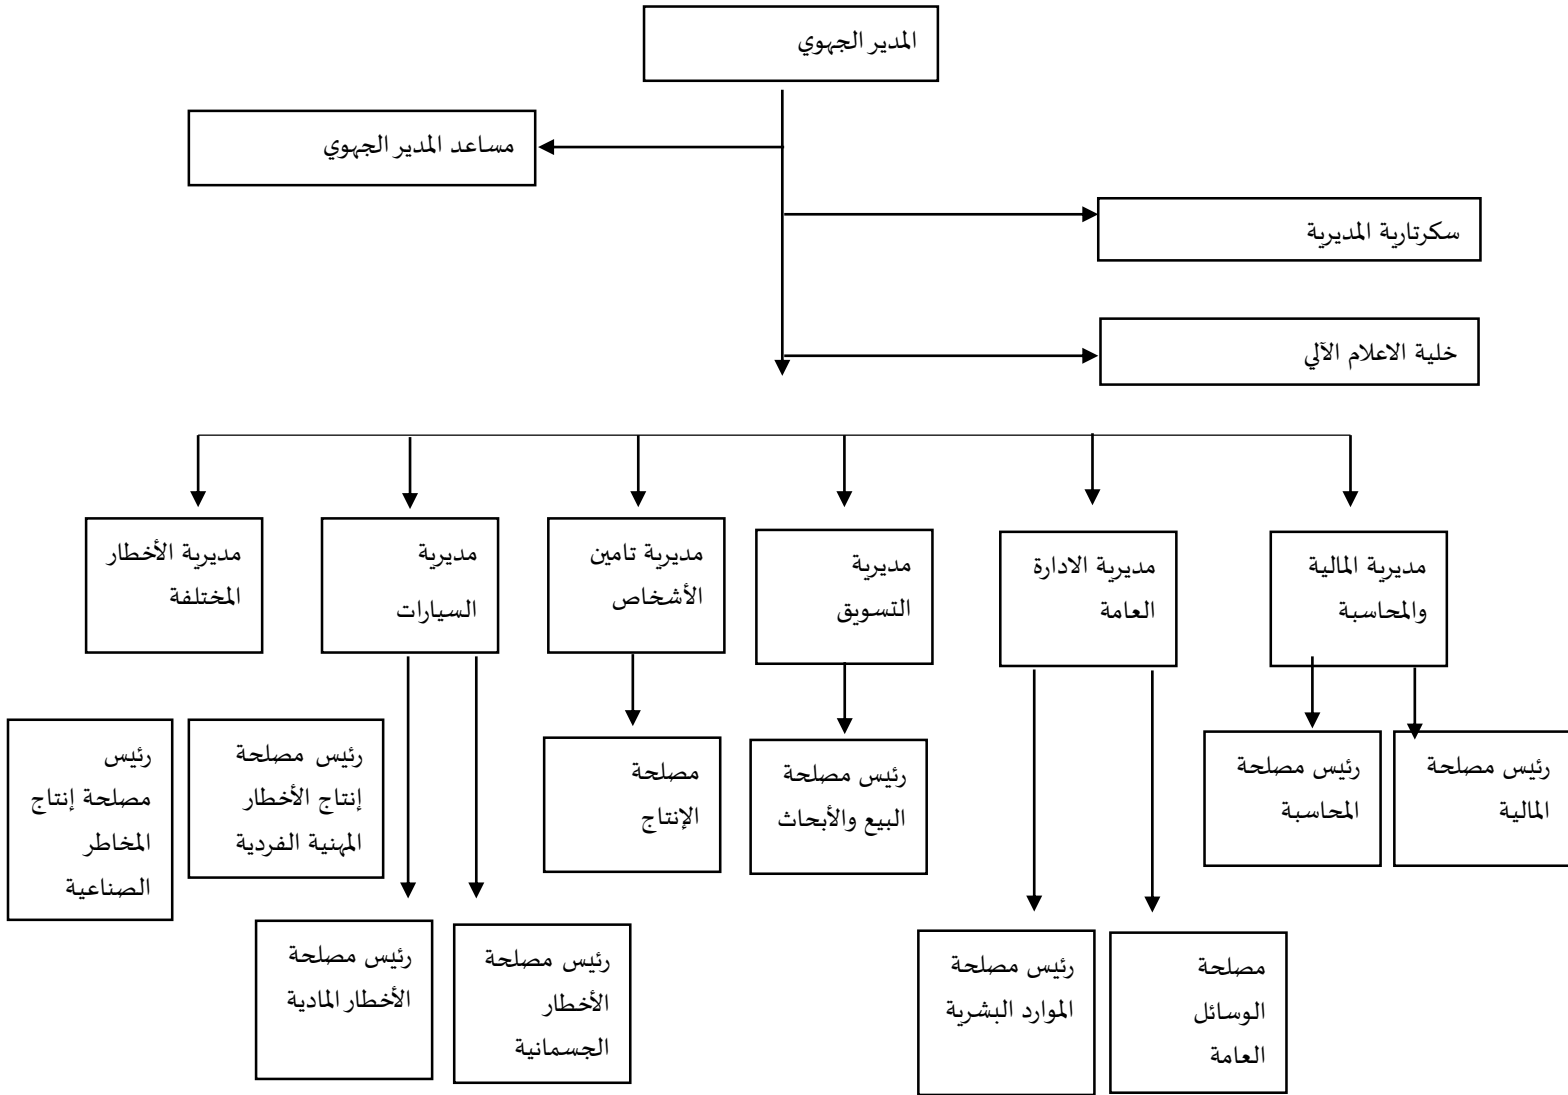 المدير الجهوي
مساعد المدير الجهوي
سكرتارية المديرية
خلية الاعلام الآلي
مديرية المالية
والمحاسبة
مديرية الادارة
العامة
مديرية
التسويق
مديرية تامين
الأشخاص
مديرية
السيارات
مديرية الأخطار
المختلفة
رئيس مصلحة
المالية
رئيس مصلحة
المحاسبة
رئيس مصلحة
البيع والأبحاث
مصلحة
الإنتاج
رئيس مصلحة
إنتاج الأخطار
المهنية الفردية
رئيس
مصلحة إنتاج
المخاطر
الصناعية
مصلحة
الوسائل
العامة
رئيس مصلحة
الموارد البشرية
رئيس مصلحة
الأخطار
الجسمانية
رئيس مصلحة
الأخطار المادية